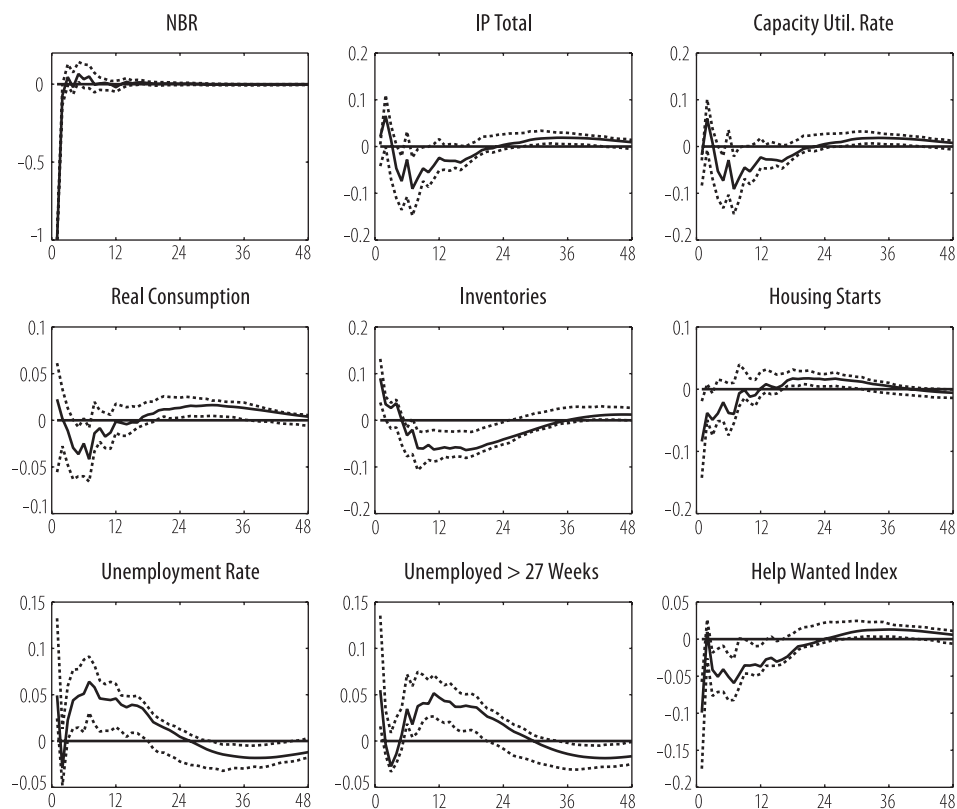 NBR
IP Total
Capacity Util. Rate
0
−0.5
−1
0 12 24 36 48
0.2
0.1
0
−0.1
−0.2
0 12 24 36 48
0.2
0.1
0
−0.1
−0.2
0 12 24 36 48
Real Consumption
Inventories
Housing Starts
0.1
0.05
0
−0.05
−0.1
0 12 24 36 48
0.2
0.1
0
−0.1
−0.2
0 12 24 36 48
0.1
0
−0.1
−0.2
0 12 24 36 48
Unemployment Rate
Unemployed > 27 Weeks
Help Wanted Index
0.15
0.1
0.05
0
−0.05
0 12 24 36 48
0.15
0.1
0.05
0
−0.05
0 12 24 36 48
0.05
0
−0.05
−0.1
−0.15
−0.2
0 12 24 36 48